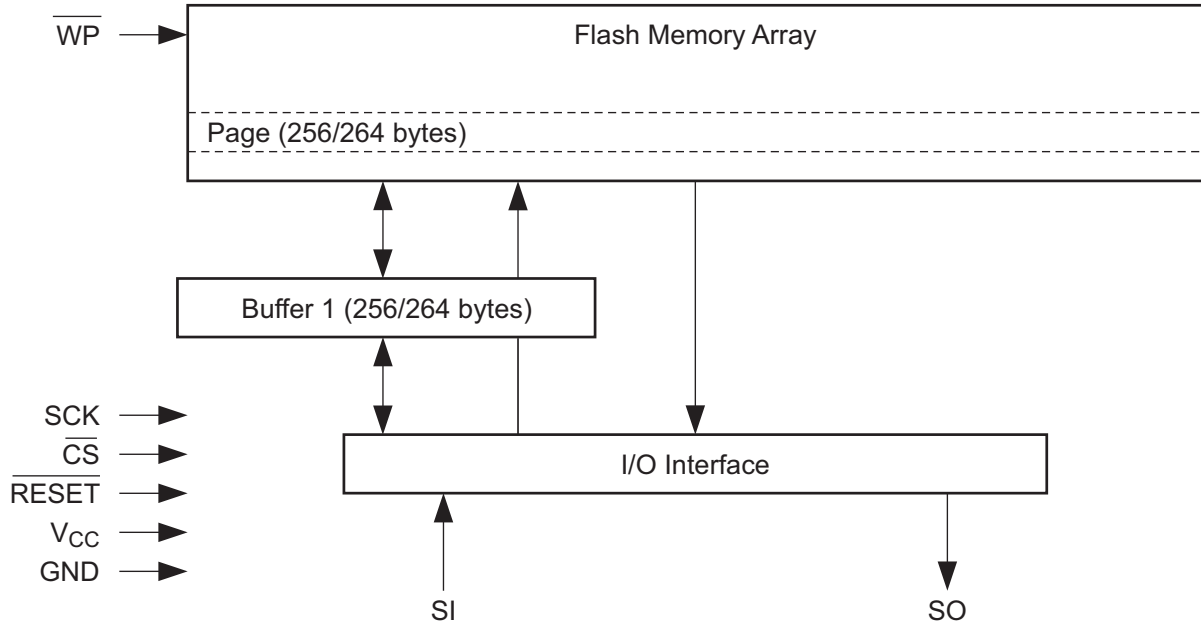 WP
Flash Memory Array
Page (256/264 bytes)
Buffer 1 (256/264 bytes)
SCK
CS
RESET
VCC
GND
I/O Interface
SI
SO